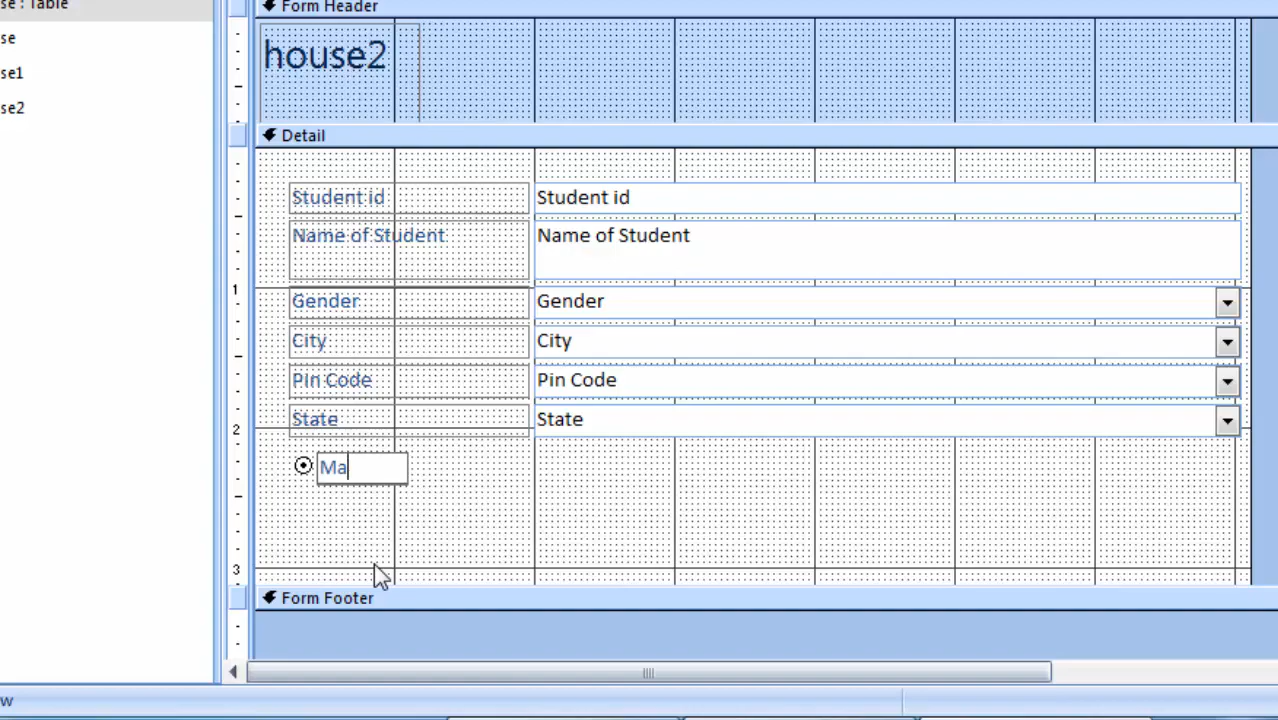 se : Table
se
se1
se2
Form Header
house2
Detail
Student id Student id
Name of Student Name of Student
1
Gender Gender
City City
Pin Code Pin Code
State State
2
Ma
3
Form Footer
w